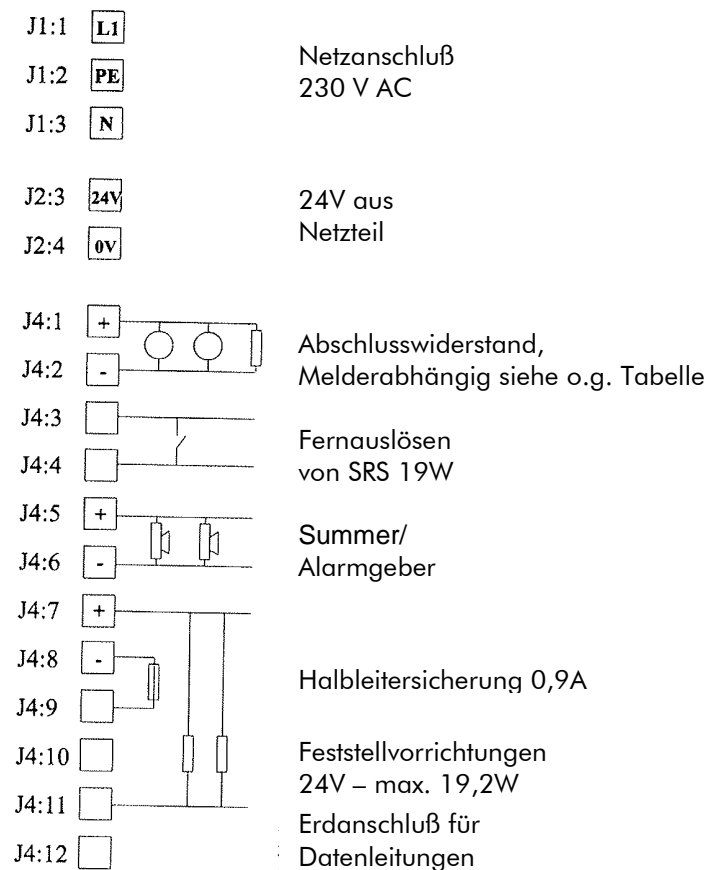 J1:1 L1
J1:2 PE
J1:3 N
Netzanschluß
230 V AC
J2:3 24V
J2:4 0V
24V aus
Netzteil
J4:1 +
J4:2 -
Abschlusswiderstand,
Melderabhängig siehe o.g. Tabelle
J4:3
J4:4
Fernauslösen
von SRS 19W
J4:5 +
J4:6 -
Summer/
Alarmgeber
J4:7 +
J4:8 -
J4:9
Halbleitersicherung 0,9A
J4:10
J4:11
Feststellvorrichtungen
24V – max. 19,2W
J4:12
Erdanschluß für
Datenleitungen